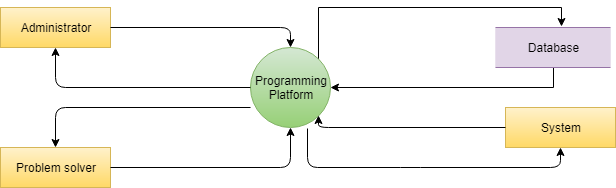 Administrator
Database
Programming
Platform
System
Problem solver